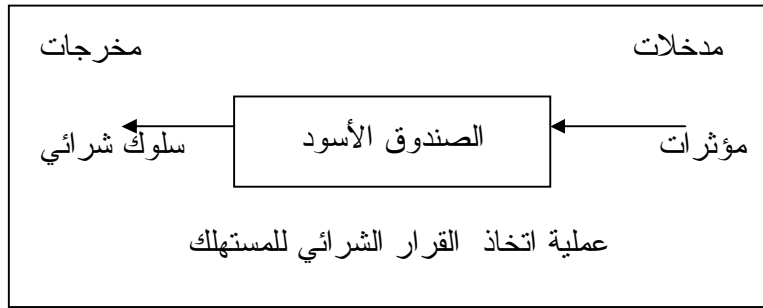 مدخلات
مخرجات
مؤثرات
الصندوق الأسود
سلوك شرائي
عملية اتخاذ القرار الشرائي للمستهلك